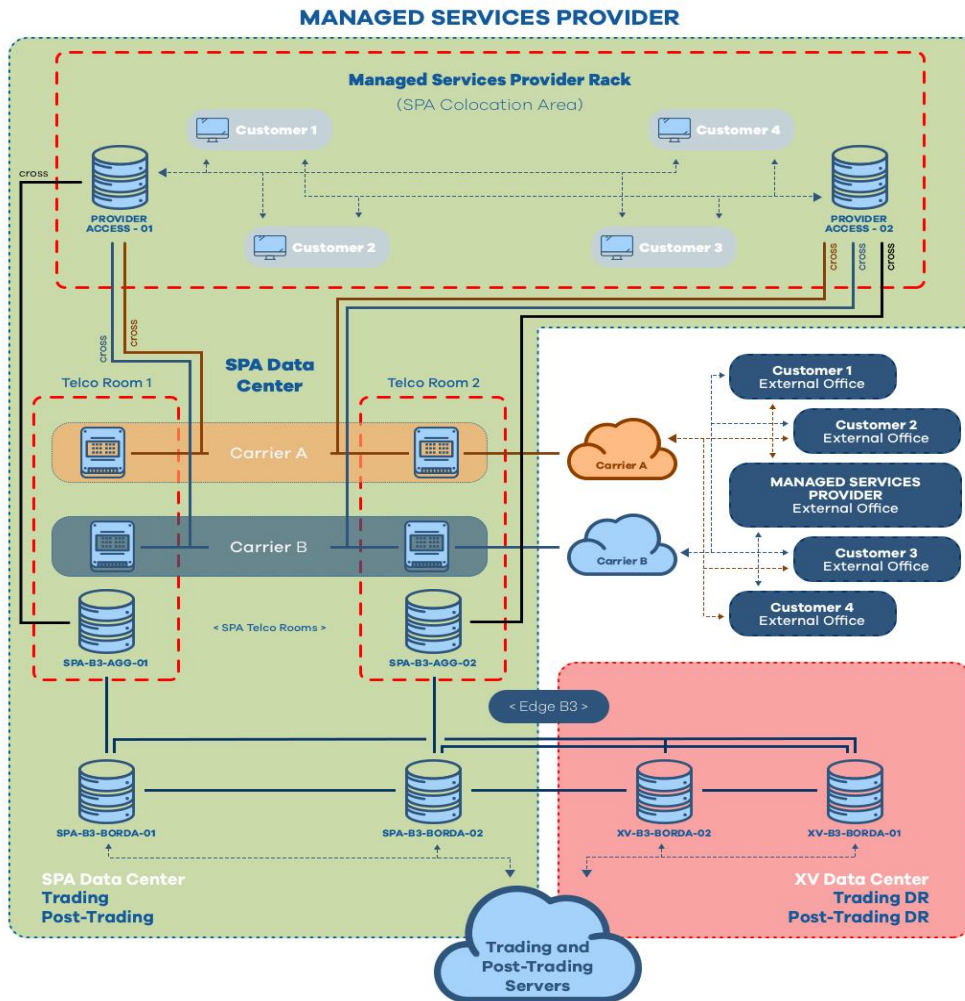 MANAGED SERVICES PROVIDER
Managed Services Provider Rack
(SPA Colocation Area)
Customer 1
Customer 4
cross
PROVIDER
ACCESS - 01
PROVIDER
ACCESS - 02
Customer 2
Customer 3
cross
cross
cross
cross
cross
SPA Data
Center
Telco Room 1
Telco Room 2
Carrier A
Carrier B
< SPA Telco Rooms >
SPA-B3-AGG-01
SPA-B3-AGG-02
Carrier A
Carrier B
Customer 1
External Office
Customer 2
External Office
MANAGED SERVICES
PROVIDER
External Office
Customer 3
External Office
Customer 4
External Office
< Edge B3 >
SPA-B3-BORDA-01
SPA-B3-BORDA-02
XV-B3-BORDA-02
XV-B3-BORDA-01
SPA Data Center
Trading
Post-Trading
XV Data Center
Trading DR
Post-Trading DR
Trading and
Post-Trading
Servers